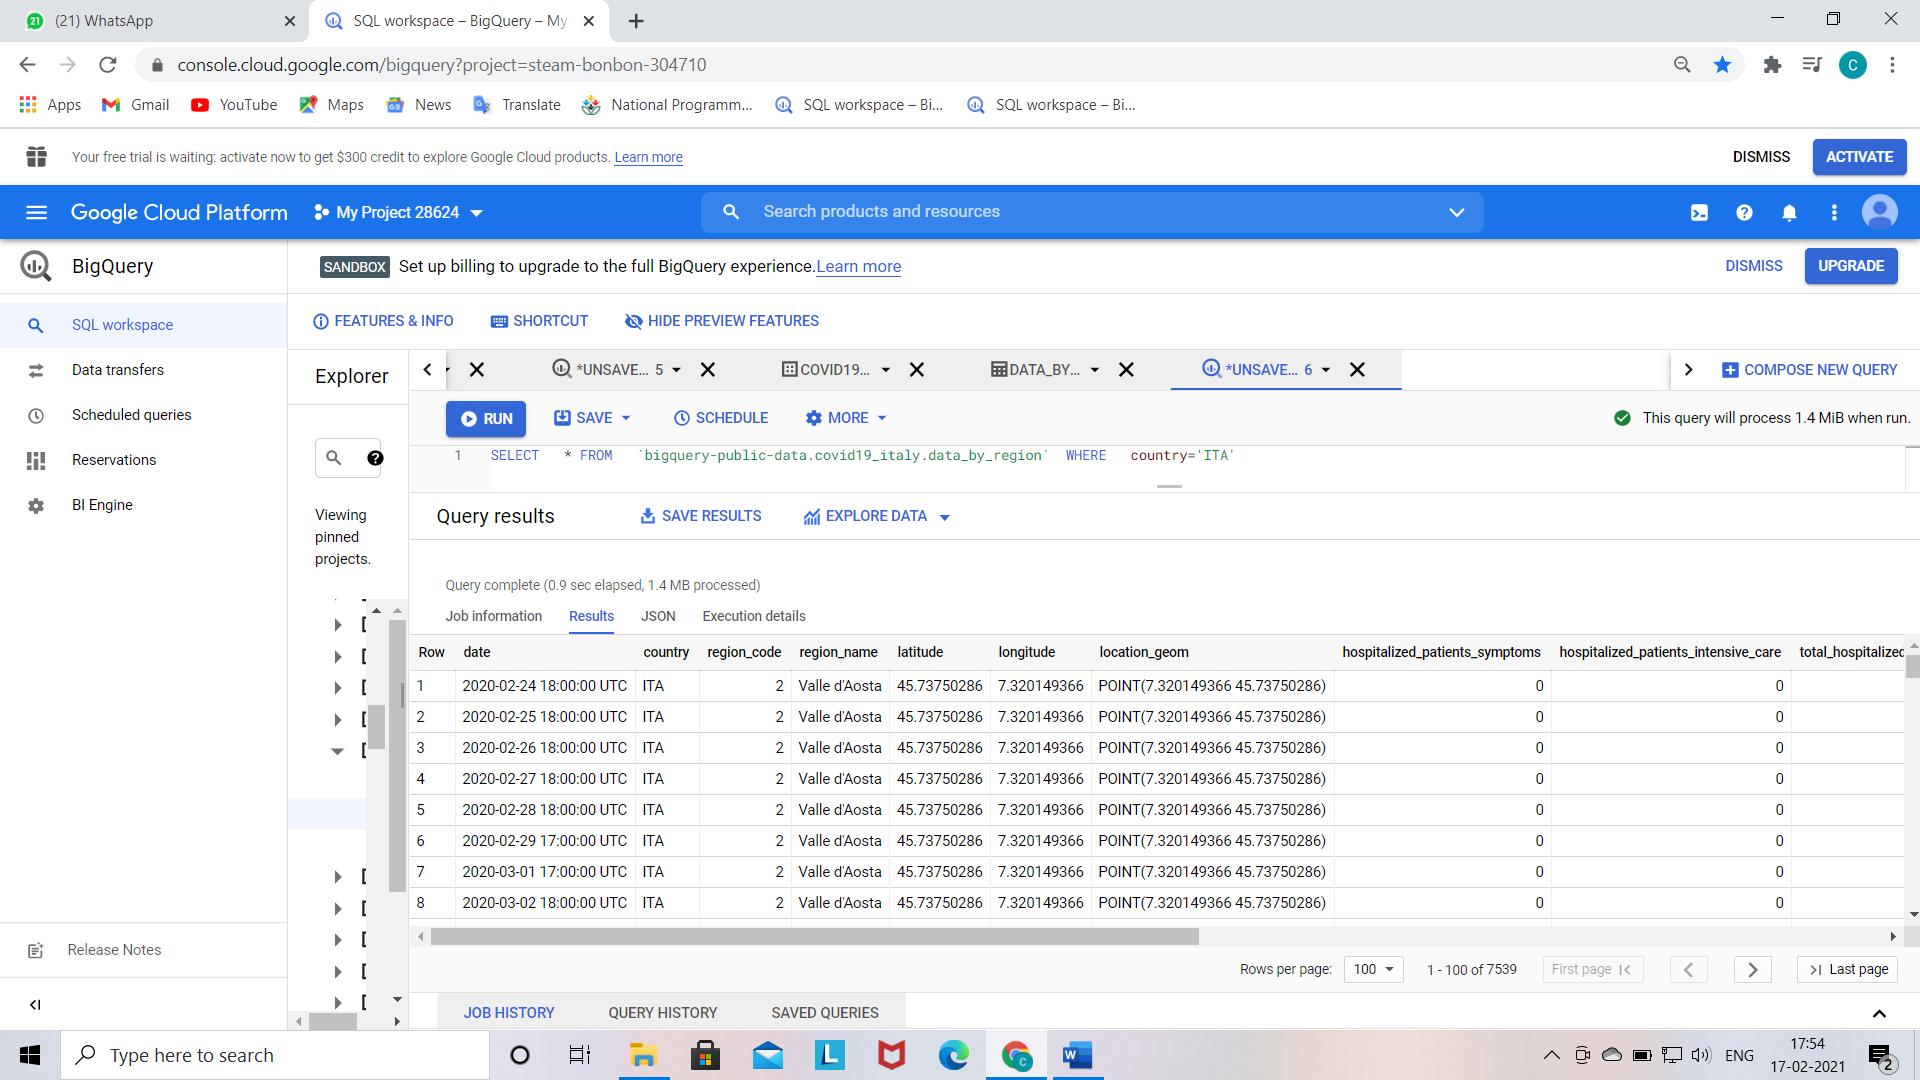 (21) WhatsApp
SQL workspace – BigQuery – My
console.cloud.google.com/bigquery?project=steam-bonbon-304710
C
Apps Gmail YouTube Maps News Translate National Programm... SQL workspace – Bi... SQL workspace – Bi...
Your free trial is waiting: activate now to get $300 credit to explore Google Cloud products. Learn more
DISMISS ACTIVATE
Google Cloud Platform My Project 28624 Search products and resources
BigQuery
SANDBOX Set up billing to upgrade to the full BigQuery experience.Learn more
DISMISS UPGRADE
SQL workspace
Data transfers
Scheduled queries
Reservations
BI Engine
Release Notes
FEATURES & INFO SHORTCUT HIDE PREVIEW FEATURES
Explorer
Viewing
pinned
projects.
*UNSAVE... 5 COVID19... DATA_BY... *UNSAVE... 6 COMPOSE NEW QUERY
RUN SAVE SCHEDULE MORE This query will process 1.4 MiB when run.
1 SELECT * FROM `bigquery-public-data.covid19_italy.data_by_region` WHERE country='ITA'
Query results SAVE RESULTS EXPLORE DATA
Query complete (0.9 sec elapsed, 1.4 MB processed)
Job information Results JSON Execution details
Row date country region_code region_name latitude longitude location_geom hospitalized_patients_symptoms hospitalized_patients_intensive_care total_hospitalized
1 2020-02-24 18:00:00 UTC ITA 2 Valle d'Aosta 45.73750286 7.320149366 POINT(7.320149366 45.73750286) 0 0
2 2020-02-25 18:00:00 UTC ITA 2 Valle d'Aosta 45.73750286 7.320149366 POINT(7.320149366 45.73750286) 0 0
3 2020-02-26 18:00:00 UTC ITA 2 Valle d'Aosta 45.73750286 7.320149366 POINT(7.320149366 45.73750286) 0 0
4 2020-02-27 18:00:00 UTC ITA 2 Valle d'Aosta 45.73750286 7.320149366 POINT(7.320149366 45.73750286) 0 0
5 2020-02-28 18:00:00 UTC ITA 2 Valle d'Aosta 45.73750286 7.320149366 POINT(7.320149366 45.73750286) 0 0
6 2020-02-29 17:00:00 UTC ITA 2 Valle d'Aosta 45.73750286 7.320149366 POINT(7.320149366 45.73750286) 0 0
7 2020-03-01 17:00:00 UTC ITA 2 Valle d'Aosta 45.73750286 7.320149366 POINT(7.320149366 45.73750286) 0 0
8 2020-03-02 18:00:00 UTC ITA 2 Valle d'Aosta 45.73750286 7.320149366 POINT(7.320149366 45.73750286) 0 0
Rows per page: 100 1 - 100 of 7539 First page Last page
JOB HISTORY QUERY HISTORY SAVED QUERIES
Type here to search
ENG
17:54
17-02-2021
2